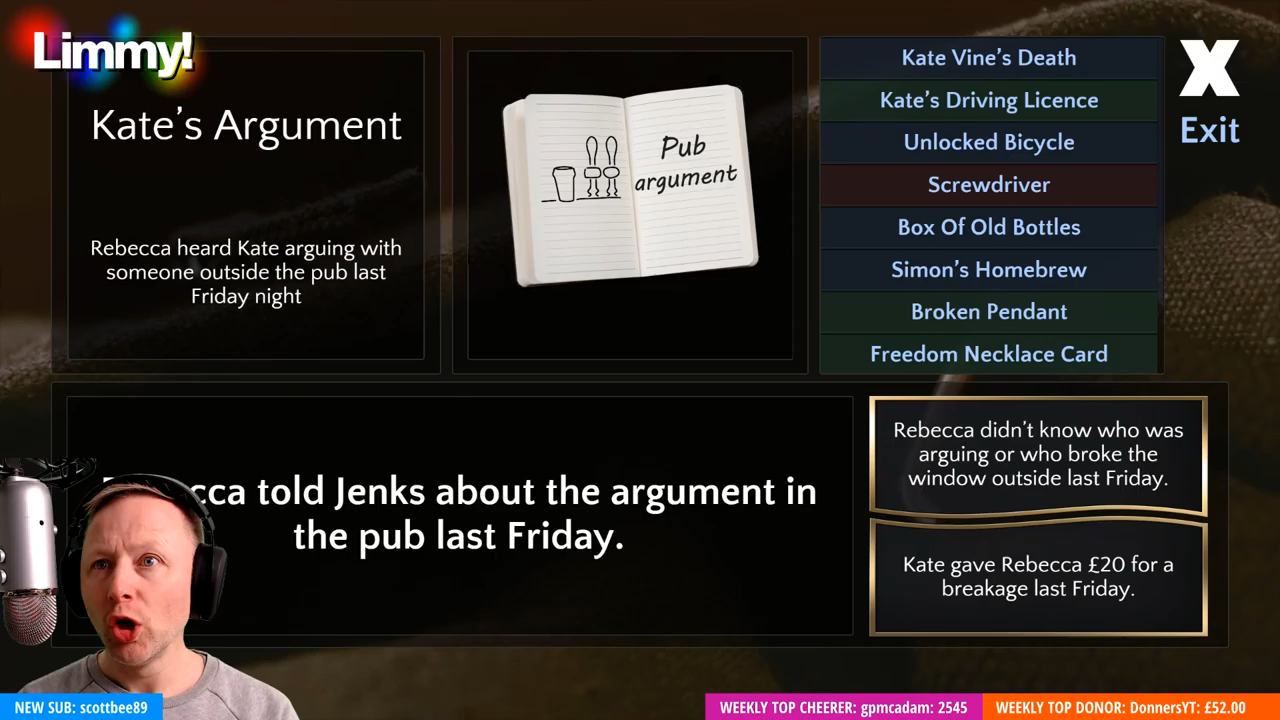 Limmy!
Kate's Argument
Rebecca heard Kate arguing with
someone outside the pub last
Friday night
Pub
argument
Kate Vine's Death
Kate's Driving Licence
Unlocked Bicycle
Screwdriver
Box Of Old Bottles
Simon's Homebrew
Broken Pendant
Freedom Necklace Card
X
Exit
told Jenks about the argument in
the pub last Friday.
Rebecca didn't know who was
arguing or who broke the
window outside last Friday.
Kate gave Rebecca £20 for a
breakage last Friday.
NEW SUB: scottbee89
WEEKLY TOP CHEERER: gpmcadam: 2545
WEEKLY TOP DONOR: DonnersYT: £52.00